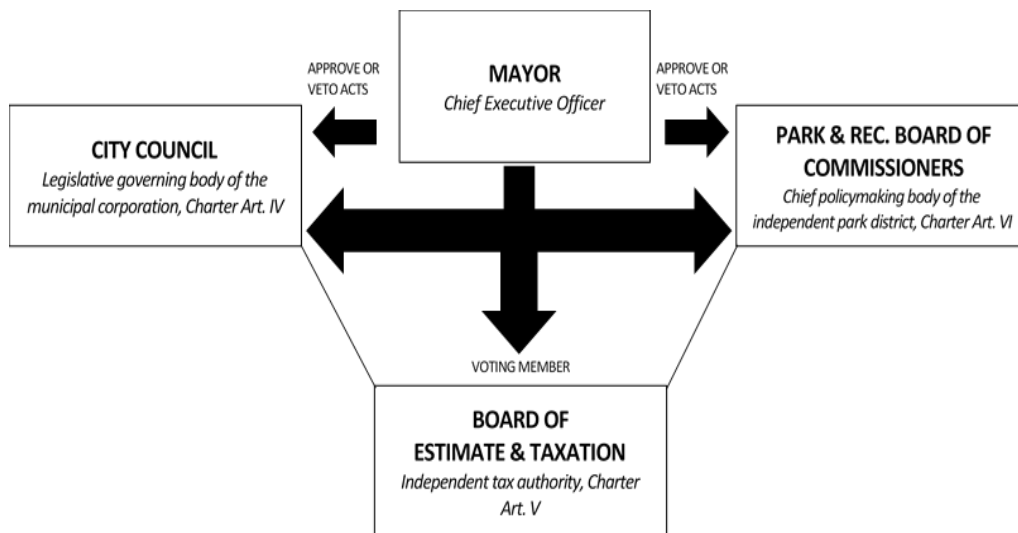 MAYOR
Chief Executive Officer
APPROVE OR
VETO ACTS
APPROVE OR
VETO ACTS
CITY COUNCIL
Legislative governing body of the
municipal corporation, Charter Art. IV
PARK & REC. BOARD OF
COMMISSIONERS
Chief policymaking body of the
independent park district, Charter Art. VI
VOTING MEMBER
BOARD OF
ESTIMATE & TAXATION
Independent tax authority, Charter
Art. V